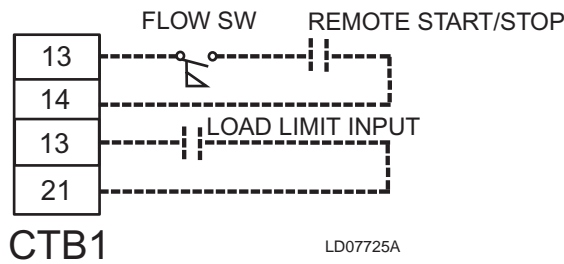 FLOW SW REMOTE START/STOP
13
14
13 LOAD LIMIT INPUT
21
CTB1 LD07725A